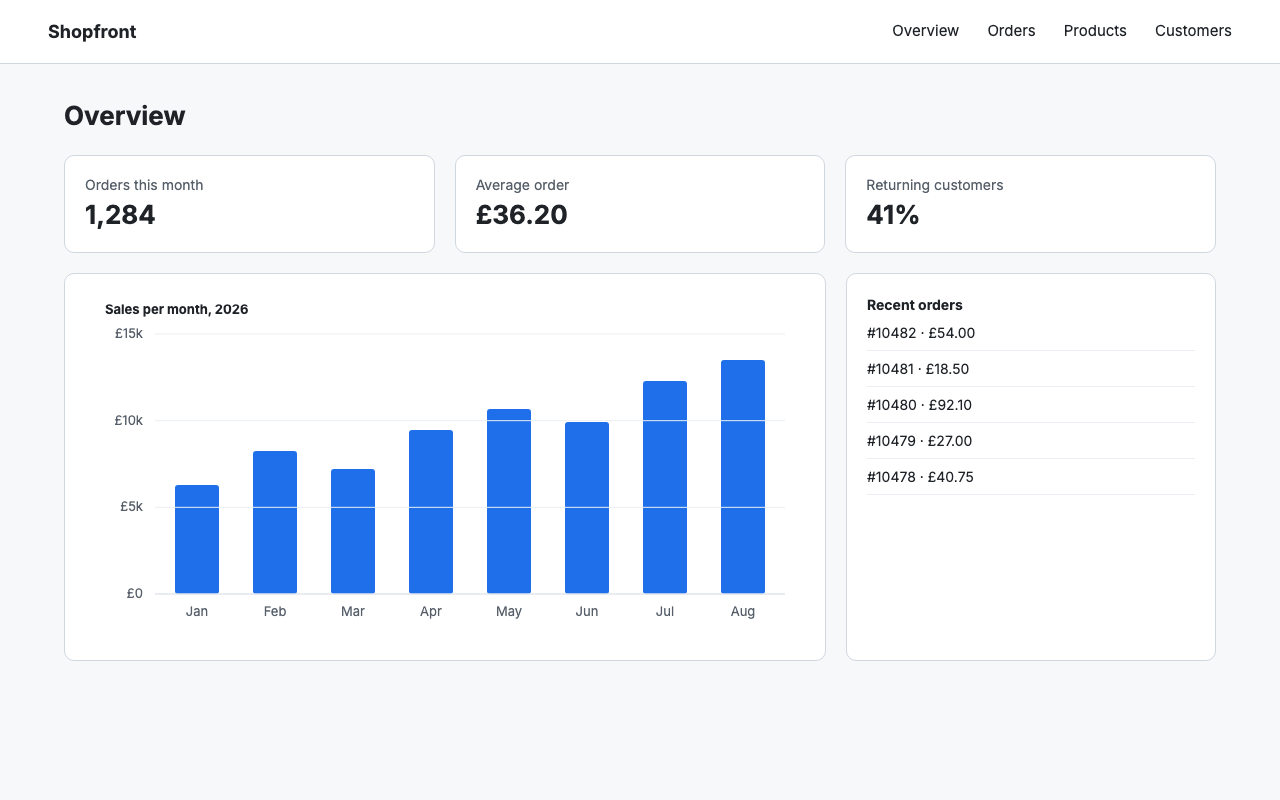 Shopfront
Overview Orders Products Customers
Overview
Orders this month
1,284
Average order
£36.20
Returning customers
41%
Sales per month, 2026
£15k
£10k
£5k
£0
Jan Feb Mar Apr May Jun Jul Aug
Recent orders
#10482 · £54.00
#10481 · £18.50
#10480 · £92.10
#10479 · £27.00
#10478 · £40.75